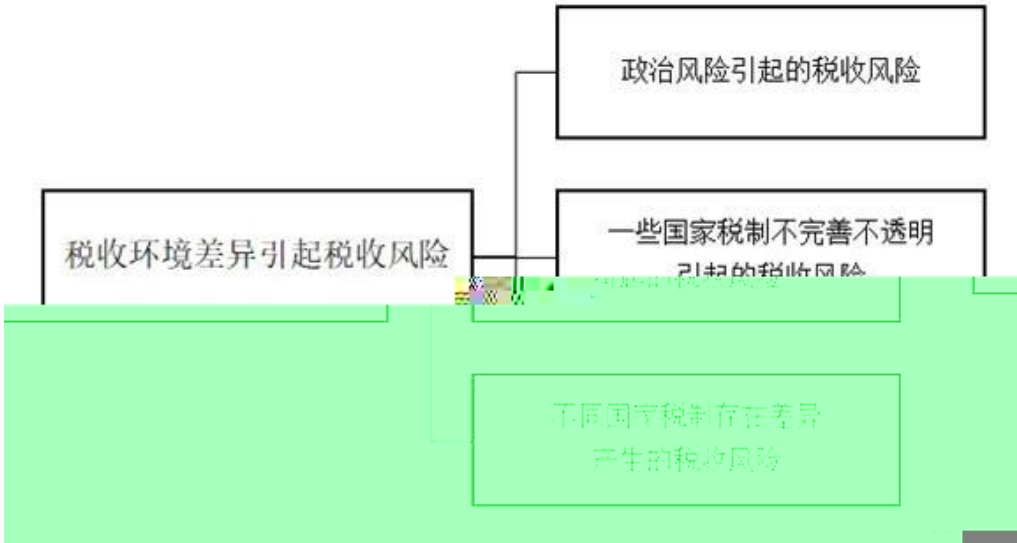 政治风险引起的税收风险
税收环境差异引起税收风险
一些国家税制不完善不透明
引起的税收风险
不同国家税制存在差异
产生的税收风险